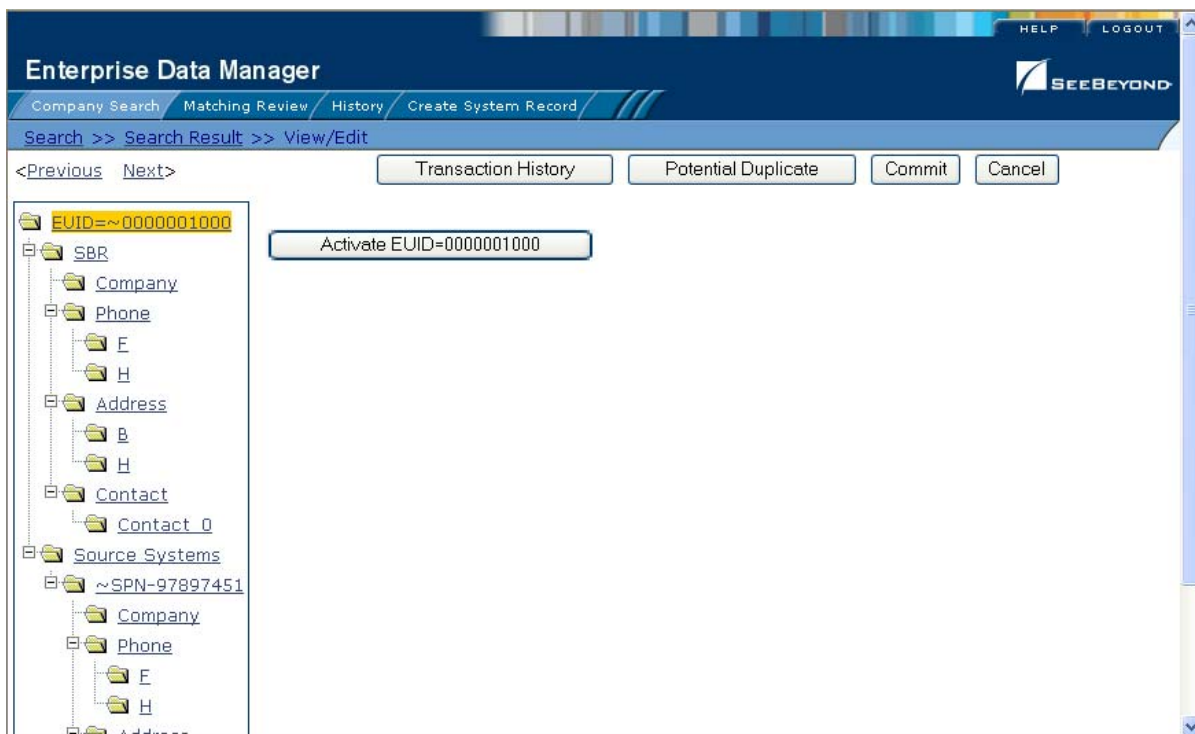 HELP LOGOUT
Enterprise Data Manager
SEEBEYOND
Company Search Matching Review History Create System Record
Search >> Search Result >> View/Edit
<Previous Next> Transaction History Potential Duplicate Commit Cancel
EUID=~0000001000
Activate EUID=0000001000
SBR
Company
Phone
F
H
Address
B
H
Contact
Contact_0
Source Systems
~SPN-97897451
Company
Phone
F
H
Address